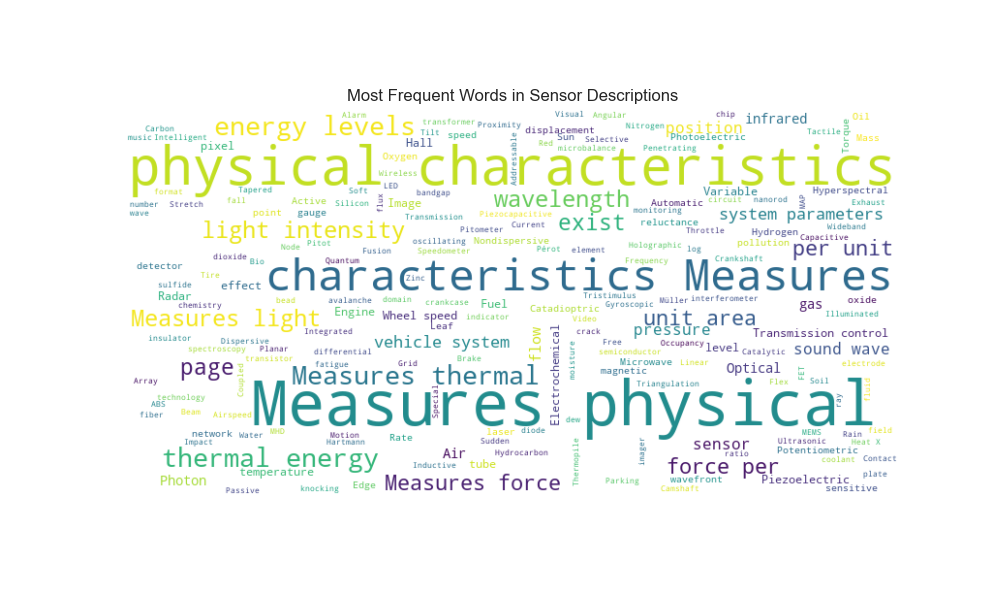 Most Frequent Words in Sensor Descriptions
Carbon
music
Intelligent
energy levels
Alarm
transformer
Tilt
speed
Proximity
Visual
Angular
displacement
Nitrogen
chip
infrared
Oil
pixel
Hall
Sun
Selective
Photoelectric
position
Tactile
Torque
Mass
Oxygen
Red
microbalance
Penetrating
Addressable
physical characteristics
Wireless
format
Tapered
Soft
LED
bandgap
wavelength
Variable
Hyperspectral
number
Stretch
fall
Active
Silicon
flux
Image
Automatic
circuit
nanorod
MAP
Exhaust
wave
point
gauge
Transmission
Piezocapacitive
exist
monitoring
system parameters
light intensity
Pitometer
Current
reluctance
Throttle
Hydrogen
Wideband
Capacitive
Node
Pitot
oscillating
Nondispersive
Holographic
pollution
per unit
dioxide
Fusion
Speedometer
Pérot
element
log
detector
Bio
Quantum
Frequency
Crankshaft
Tire
effect
Zinc
characteristics Measures
sulfide
Radar
chemistry
bead
avalanche
domain
crankcase
Fuel
Tristimulus
Gyroscopic
Müller
interferometer
gas
oxide
Engine
Wheel speed
indicator
Catadioptric
Illuminated
Measures light
Leaf
Video
unit area
Integrated
flow
Electrochemical
crack
pressure
Transmission control
insulator
Dispersive
vehicle system
Free
Occupancy
level
Catalytic
sound wave
spectroscopy
Planar
differential
semiconductor
transistor
fatigue
Grid
Brake
moisture
Microwave
Linear
Optical
electrode
page
Coupled
Measures thermal
magnetic
FET
Array
Triangulation
Flex
Soil
fluid
technology
Special
ray
ABS
fiber
Bean
Airspeed
Measures physical
dew
network
Water
MHD
Motion
Rate
Laser
diode
MEMS
Rain
field
Impact
Hartmann
Sudden
sensor
Ultrasonic
Heat X
thermal energy
Air
Hydrocarbon
Thermopile
imager
ratio
Potentiometric
coolant
Contact
temperature
Inductive
tube
force per
plate
Photon
knocking
Edge
Measures force
Parking
wavefront
Piezoelectric
Passive
Camshaft
sensitive